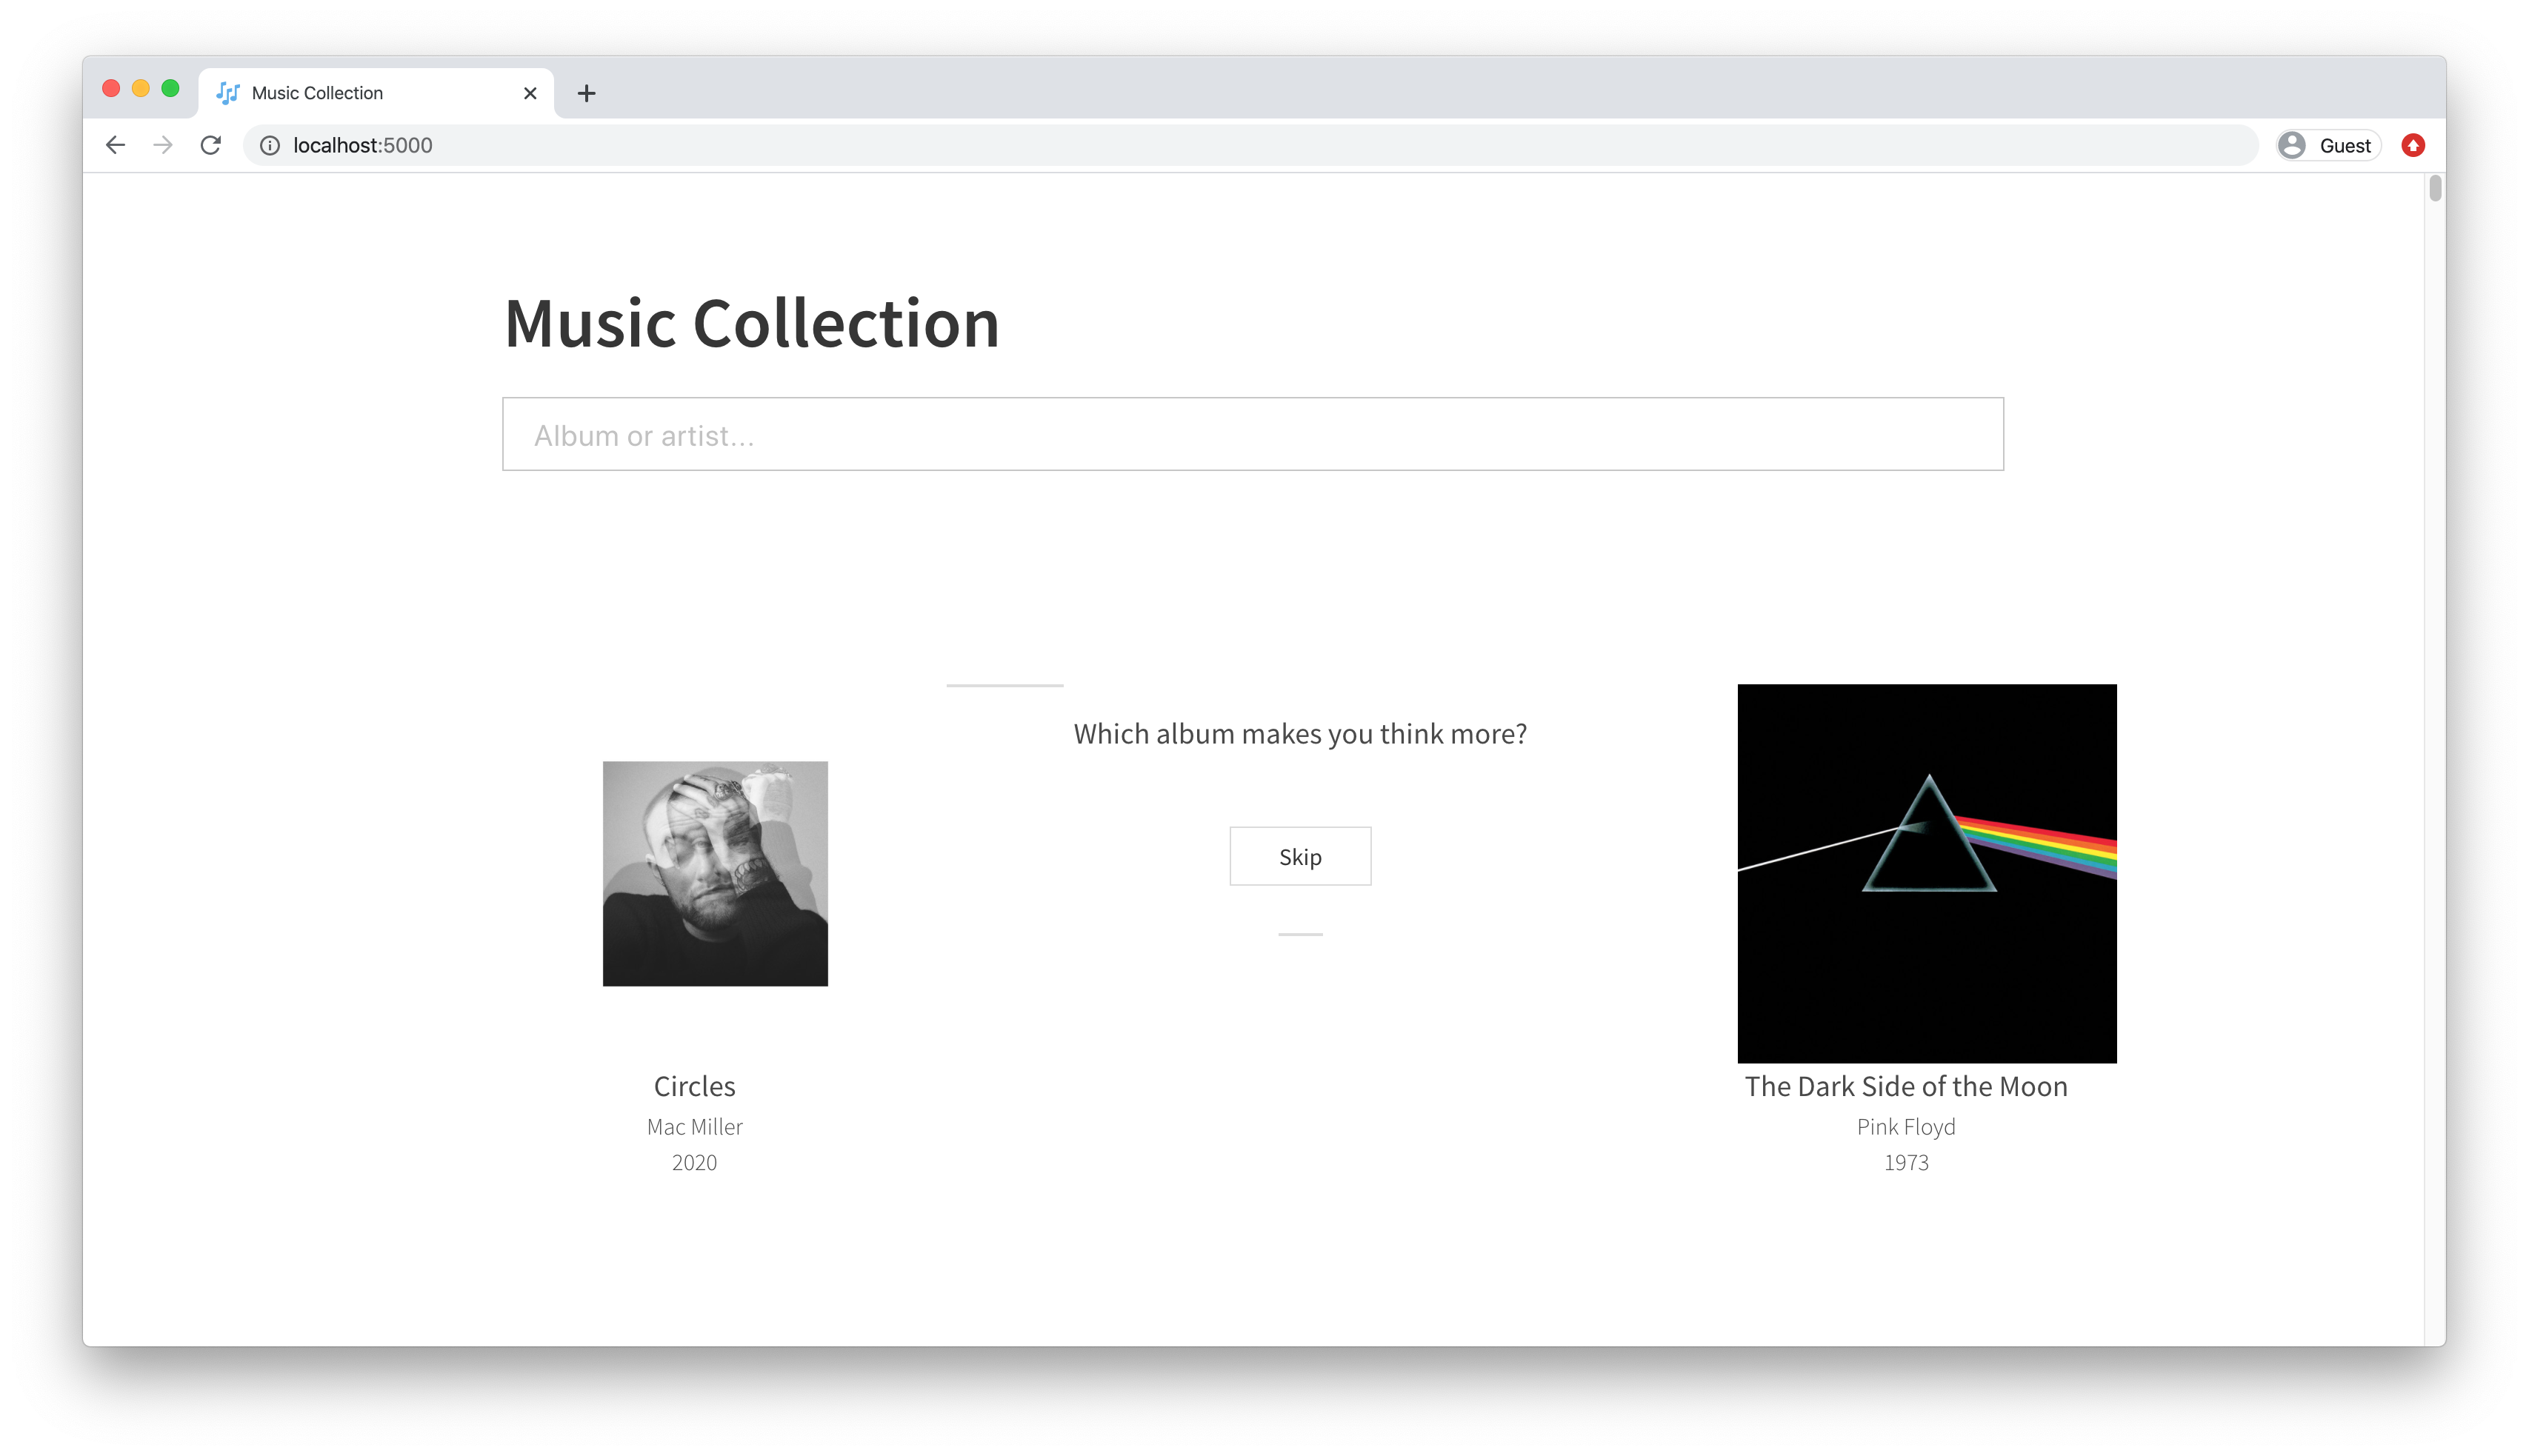 Music Collection
localhost:5000
Guest
Music Collection
Album or artist...
Which album makes you think more?
Skip
Circles
Mac Miller
2020
The Dark Side of the Moon
Pink Floyd
1973